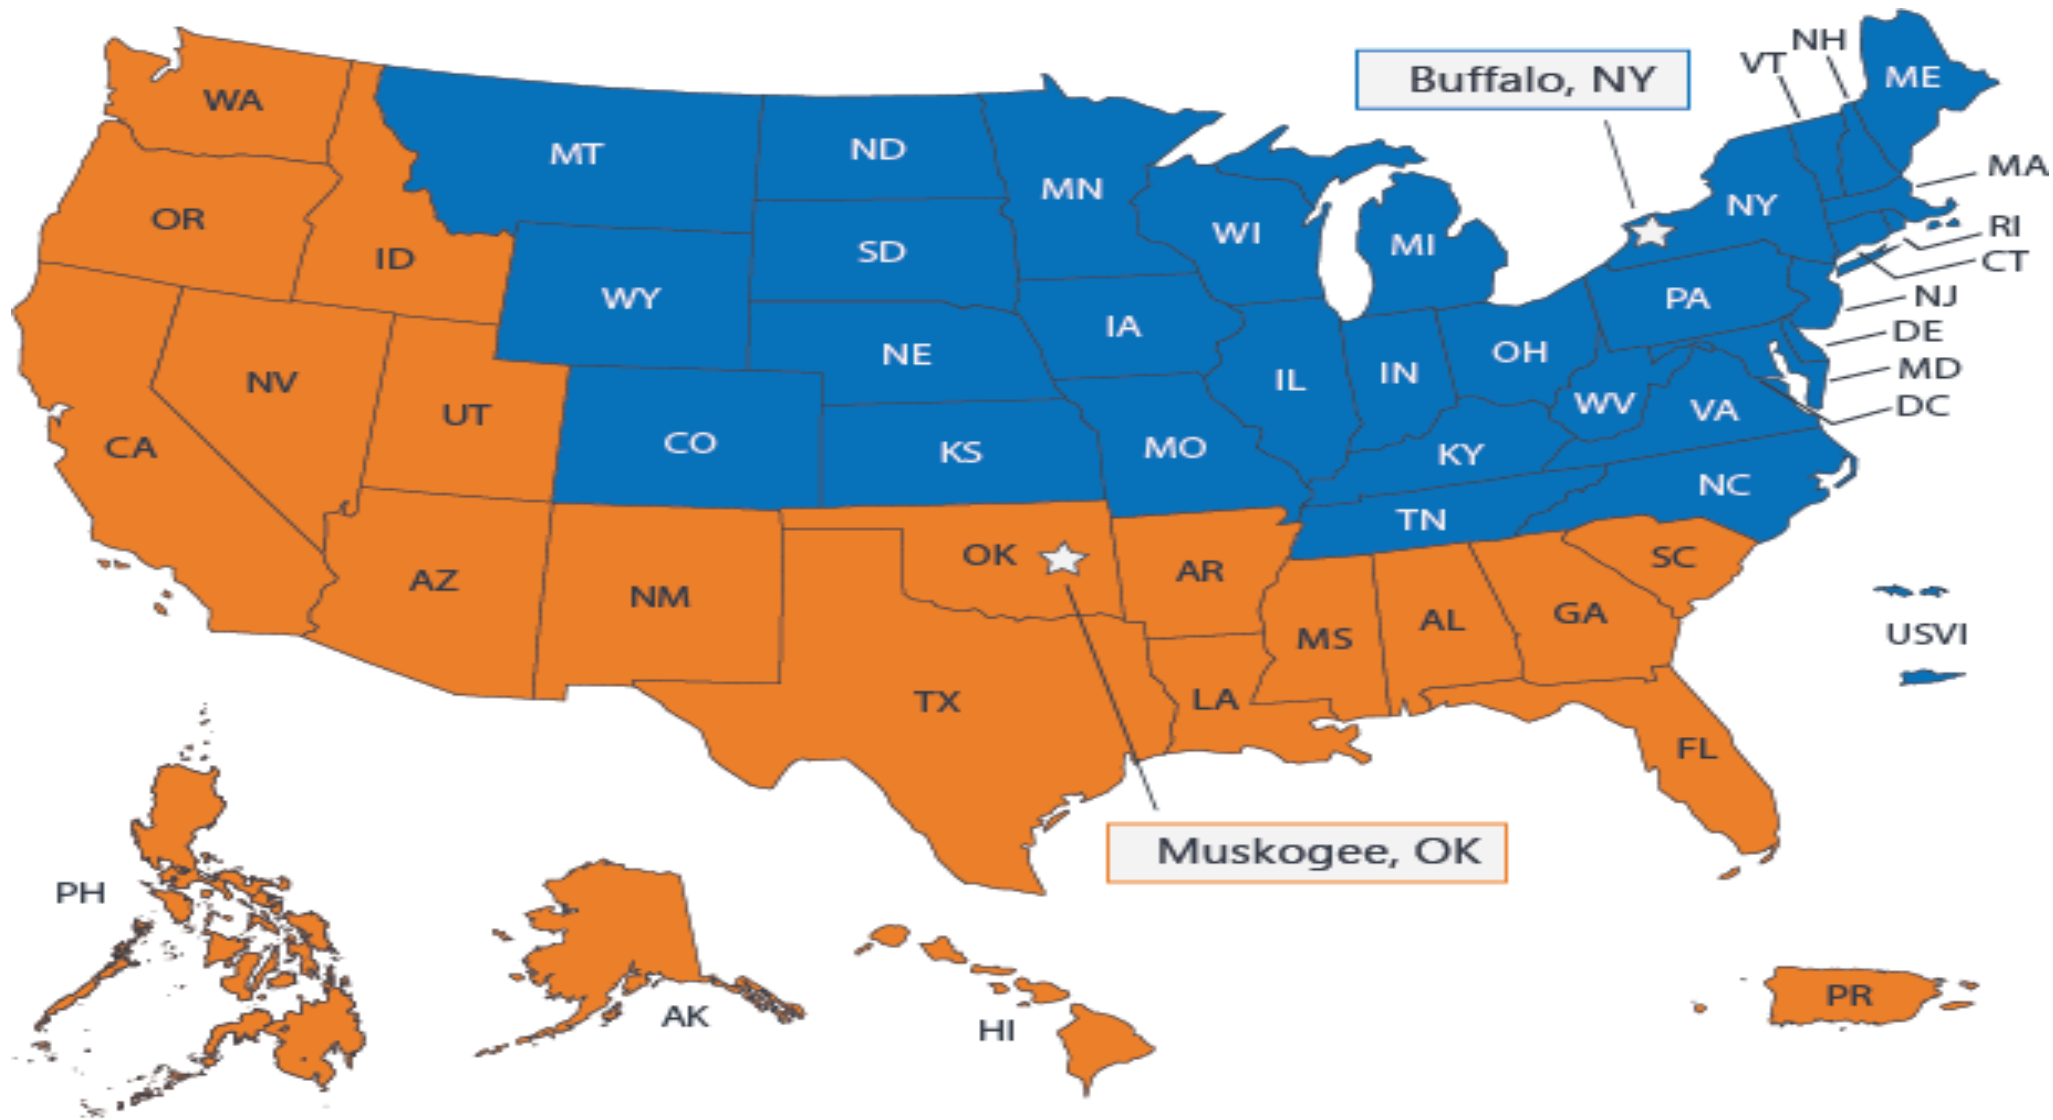 NH
VT
ME
Buffalo, NY
WA
MT
ND
MN
MA
OR
NY
RI
WI
MI
SD
ID
CT
WY
PA
NJ
IA
DE
NE
OH
MD
NV
IN
IL
DC
WV
VA
UT
CO
CA
KS
MO
KY
NC
TN
OK
SC
AR
AZ
NM
GA
AL
USVI
MS
TX
LA
FL
Muskogee, OK
PH
PR
AK
HI